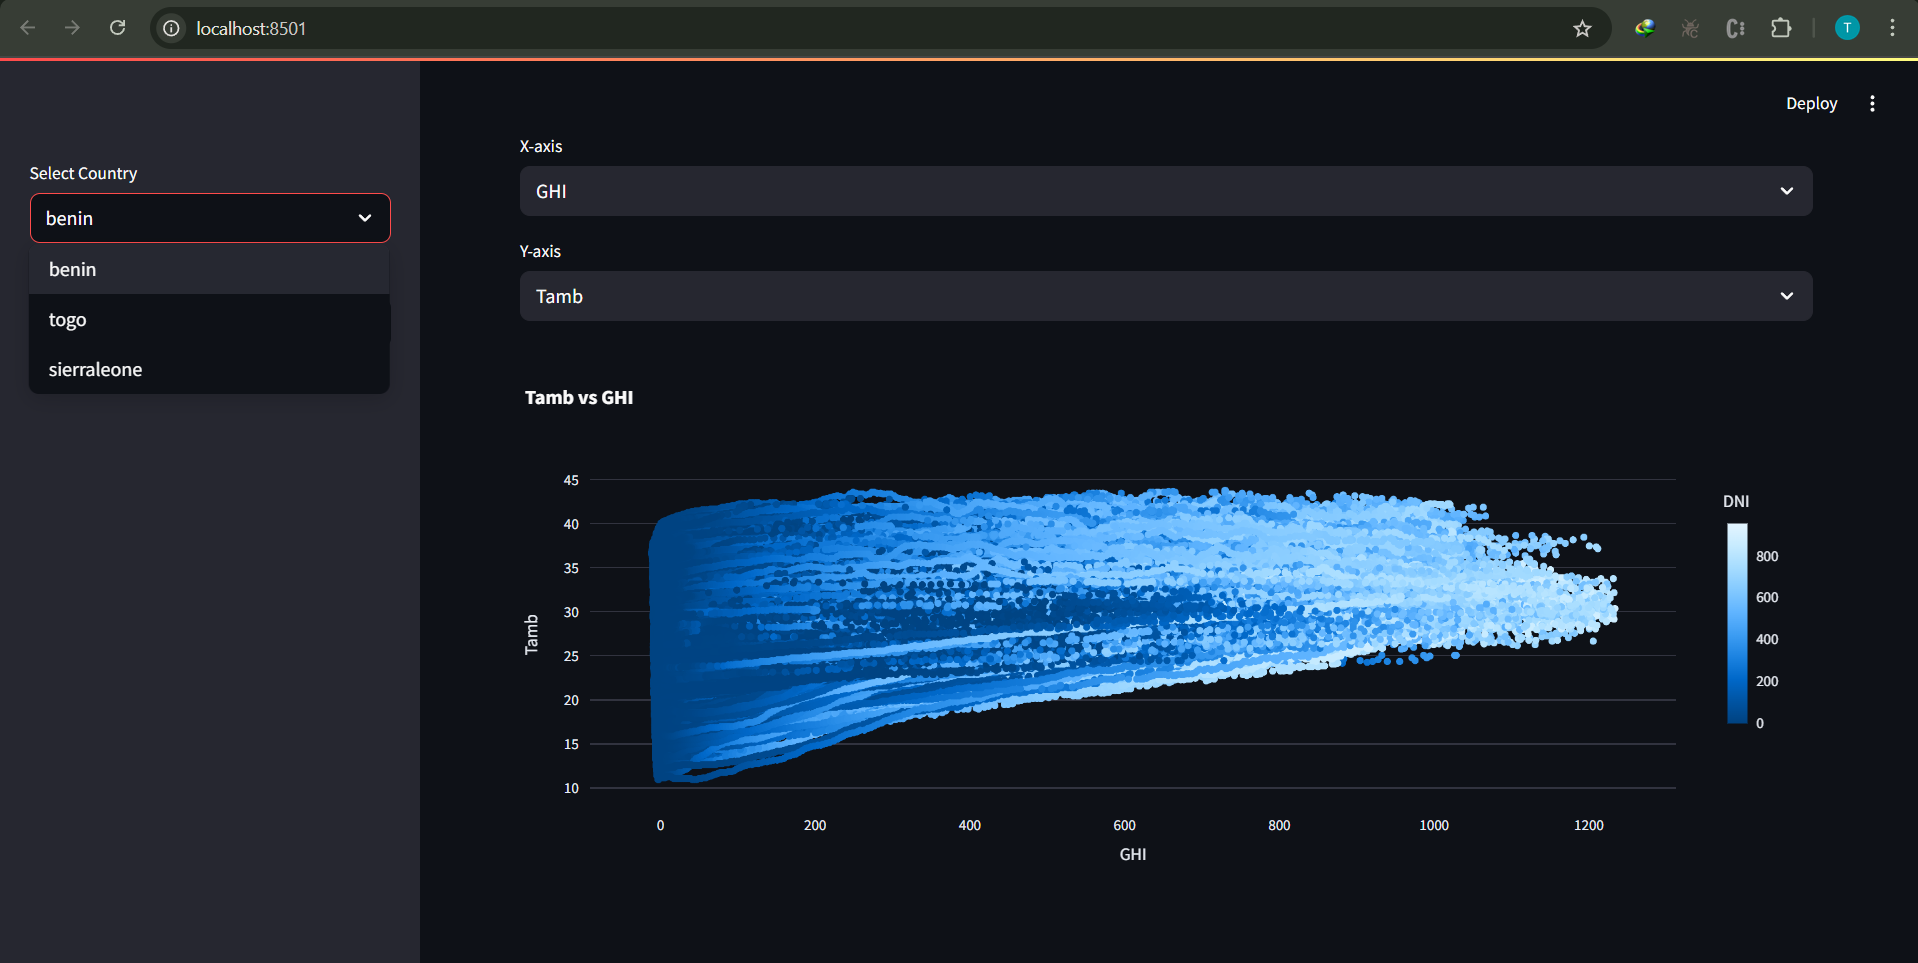 localhost:8501
T
Deploy
Select Country
benin
benin
togo
sierraleone
X-axis
GHI
Y-axis
Tamb
Tamb vs GHI
45
40
35
30
25
20
15
10
Tamb
0 200 400 600 800 1000 1200
GHI
DNI
800
600
400
200
0